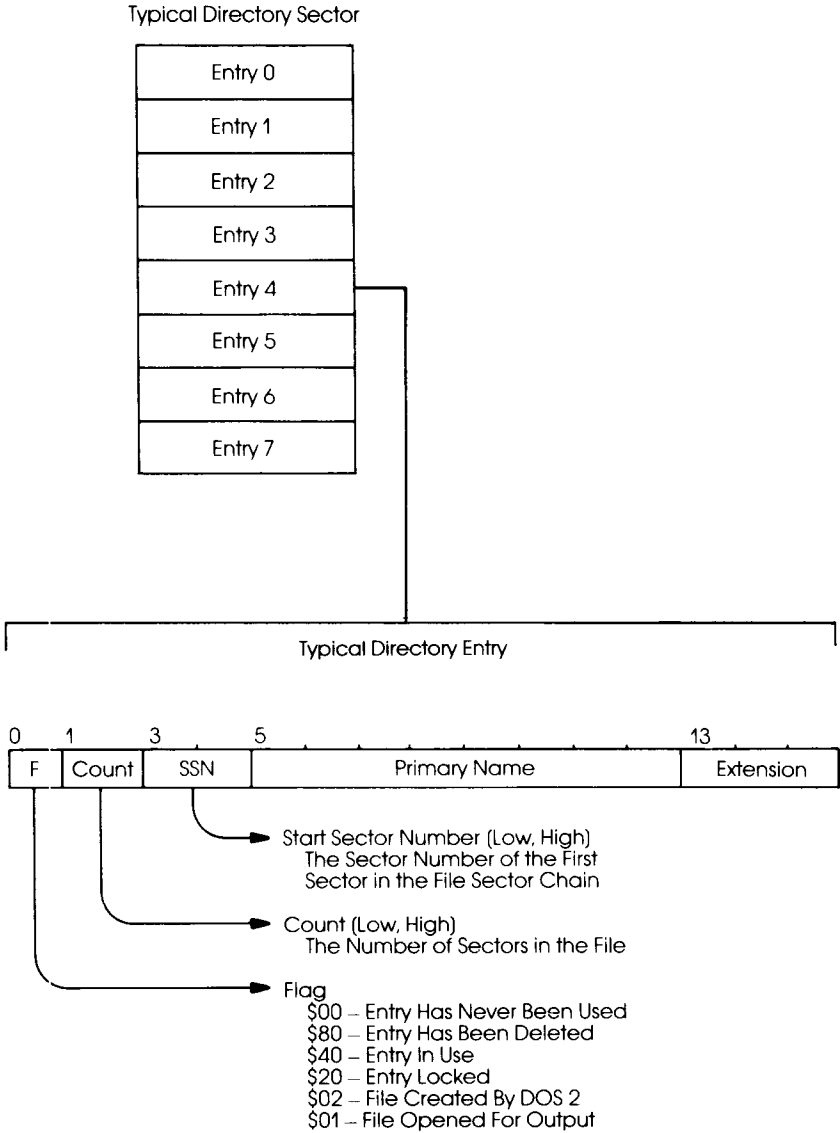 Typical Directory Sector
Entry 0
Entry 1
Entry 2
Entry 3
Entry 4
Entry 5
Entry 6
Entry 7
Typical Directory Entry
0 1 3 5 13
F Count SSN Primary Name Extension
Start Sector Number (Low, High)
The Sector Number of the First
Sector in the File Sector Chain
Count (Low, High)
The Number of Sectors in the File
Flag
$00 – Entry Has Never Been Used
$80 – Entry Has Been Deleted
$40 – Entry In Use
$20 – Entry Locked
$02 – File Created By DOS 2
$01 – File Opened For Output